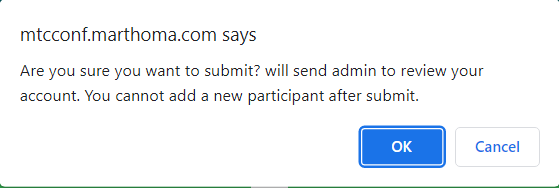 mtcconf.marthoma.com says
Are you sure you want to submit? will send admin to review your
account. You cannot add a new participant after submit.
OK
Cancel